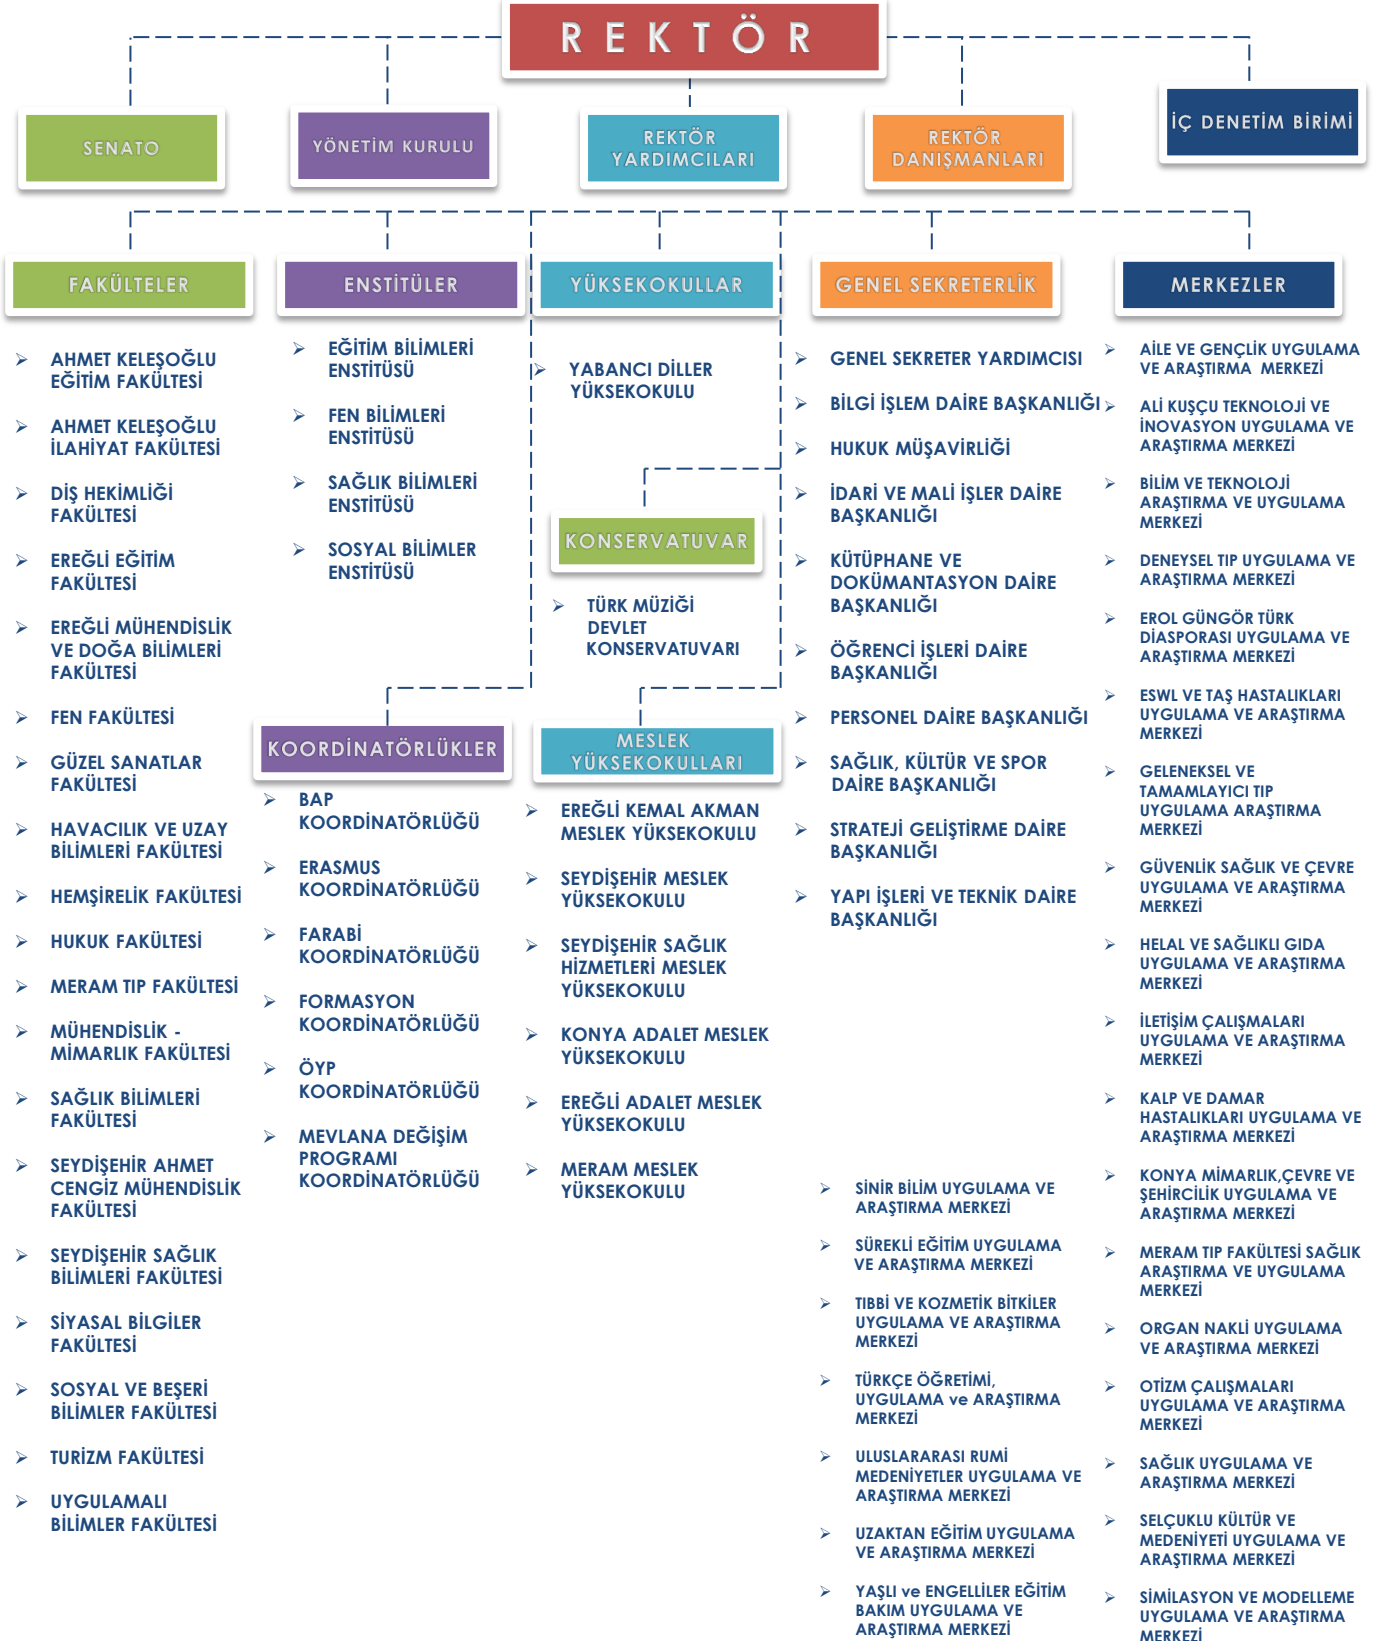 REKTÖR
SENATO
YÖNETİM KURULU
REKTÖR
YARDIMCILARI
REKTÖR
DANIŞMANLARI
İÇ DENETİM BİRİMİ
FAKÜLTELER
AHMET KELEŞOĞLU
EĞİTİM FAKÜLTESİ
AHMET KELEŞOĞLU
İLAHİYAT FAKÜLTESİ
DİŞ HEKİMLİĞİ
FAKÜLTESİ
EREĞLİ EĞİTİM
FAKÜLTESİ
EREĞLİ MÜHENDİSLİK
VE DOĞA BİLİMLERİ
FAKÜLTESİ
FEN FAKÜLTESİ
GÜZEL SANATLAR
FAKÜLTESİ
HAVACILIK VE UZAY
BİLİMLERİ FAKÜLTESİ
HEMŞİRELİK FAKÜLTESİ
HUKUK FAKÜLTESİ
MERAM TIP FAKÜLTESİ
MÜHENDİSLİK -
MİMARLIK FAKÜLTESİ
SAĞLIK BİLİMLERİ
FAKÜLTESİ
SEYDİŞEHİR AHMET
CENGİZ MÜHENDİSLİK
FAKÜLTESİ
SEYDİŞEHİR SAĞLIK
BİLİMLERİ FAKÜLTESİ
SİYASAL BİLGİLER
FAKÜLTESİ
SOSYAL VE BEŞERİ
BİLİMLER FAKÜLTESİ
TURİZM FAKÜLTESİ
UYGULAMALI
BİLİMLER FAKÜLTESİ
ENSTİTÜLER
EĞİTİM BİLİMLERİ
ENSTİTÜSÜ
FEN BİLİMLERİ
ENSTİTÜSÜ
SAĞLIK BİLİMLERİ
ENSTİTÜSÜ
SOSYAL BİLİMLER
ENSTİTÜSÜ
KOORDİNATÖRLÜKLER
BAP
KOORDİNATÖRLÜĞÜ
ERASMUS
KOORDİNATÖRLÜĞÜ
FARABİ
KOORDİNATÖRLÜĞÜ
FORMASYON
KOORDİNATÖRLÜĞÜ
ÖYP
KOORDİNATÖRLÜĞÜ
MEVLANA DEĞİŞİM
PROGRAMI
KOORDİNATÖRLÜĞÜ
YÜKSEKOKULLAR
YABANCI DİLLER
YÜKSEKOKULU
KONSERVATUVAR
TÜRK MÜZİĞİ
DEVLET
KONSERVATUVARI
MESLEK
YÜKSEKOKULLARI
EREĞLİ KEMAL AKMAN
MESLEK YÜKSEKOKULU
SEYDİŞEHİR MESLEK
YÜKSEKOKULU
SEYDİŞEHİR SAĞLIK
HİZMETLERİ MESLEK
YÜKSEKOKULU
KONYA ADALET MESLEK
YÜKSEKOKULU
EREĞLİ ADALET MESLEK
YÜKSEKOKULU
MERAM MESLEK
YÜKSEKOKULU
GENEL SEKRETERLİK
GENEL SEKRETER YARDIMCISI
BİLGİ İŞLEM DAİRE BAŞKANLIĞI
HUKUK MÜŞAVİRLİĞİ
İDARİ VE MALİ İŞLER DAİRE
BAŞKANLIĞI
KÜTÜPHANE VE
DOKÜMANTASYON DAİRE
BAŞKANLIĞI
ÖĞRENCİ İŞLERİ DAİRE
BAŞKANLIĞI
PERSONEL DAİRE BAŞKANLIĞI
SAĞLIK, KÜLTÜR VE SPOR
DAİRE BAŞKANLIĞI
STRATEJİ GELİŞTİRME DAİRE
BAŞKANLIĞI
YAPI İŞLERİ VE TEKNİK DAİRE
BAŞKANLIĞI
MERKEZLER
AİLE VE GENÇLİK UYGULAMA
VE ARAŞTIRMA MERKEZİ
ALİ KUŞÇU TEKNOLOJİ VE
İNOVASYON UYGULAMA VE
ARAŞTIRMA MERKEZİ
BİLİM VE TEKNOLOJİ
ARAŞTIRMA VE UYGULAMA
MERKEZİ
DENEYSEL TIP UYGULAMA VE
ARAŞTIRMA MERKEZİ
EROL GÜNGÖR TÜRK
DİASPORASI UYGULAMA VE
ARAŞTIRMA MERKEZİ
ESWL VE TAŞ HASTALIKLARI
UYGULAMA VE ARAŞTIRMA
MERKEZİ
GELENEKSEL VE
TAMAMLAYICI TIP
UYGULAMA ARAŞTIRMA
MERKEZİ
GÜVENLİK SAĞLIK VE ÇEVRE
UYGULAMA VE ARAŞTIRMA
MERKEZİ
HELAL VE SAĞLIKLI GIDA
UYGULAMA VE ARAŞTIRMA
MERKEZİ
İLETİŞİM ÇALIŞMALARI
UYGULAMA VE ARAŞTIRMA
MERKEZİ
KALP VE DAMAR
HASTALIKLARI UYGULAMA VE
ARAŞTIRMA MERKEZİ
KONYA MİMARLIK,ÇEVRE VE
ŞEHİRCİLİK UYGULAMA VE
ARAŞTIRMA MERKEZİ
MERAM TIP FAKÜLTESİ SAĞLIK
ARAŞTIRMA VE UYGULAMA
MERKEZİ
ORGAN NAKLİ UYGULAMA
VE ARAŞTIRMA MERKEZİ
OTİZM ÇALIŞMALARI
UYGULAMA VE ARAŞTIRMA
MERKEZİ
SAĞLIK UYGULAMA VE
ARAŞTIRMA MERKEZİ
SELÇUKLU KÜLTÜR VE
MEDENİYETİ UYGULAMA VE
ARAŞTIRMA MERKEZİ
SİMİLASYON VE MODELLEME
UYGULAMA VE ARAŞTIRMA
MERKEZİ
SİNİR BİLİM UYGULAMA VE
ARAŞTIRMA MERKEZİ
SÜREKLİ EĞİTİM UYGULAMA
VE ARAŞTIRMA MERKEZİ
TIBBİ VE KOZMETİK BİTKİLER
UYGULAMA VE ARAŞTIRMA
MERKEZİ
TÜRKÇE ÖĞRETİMİ,
UYGULAMA ve ARAŞTIRMA
MERKEZİ
ULUSLARARASI RUMİ
MEDENİYETLER UYGULAMA VE
ARAŞTIRMA MERKEZİ
UZAKTAN EĞİTİM UYGULAMA
VE ARAŞTIRMA MERKEZİ
YAŞLI ve ENGELLİLER EĞİTİM
BAKIM UYGULAMA VE
ARAŞTIRMA MERKEZİ